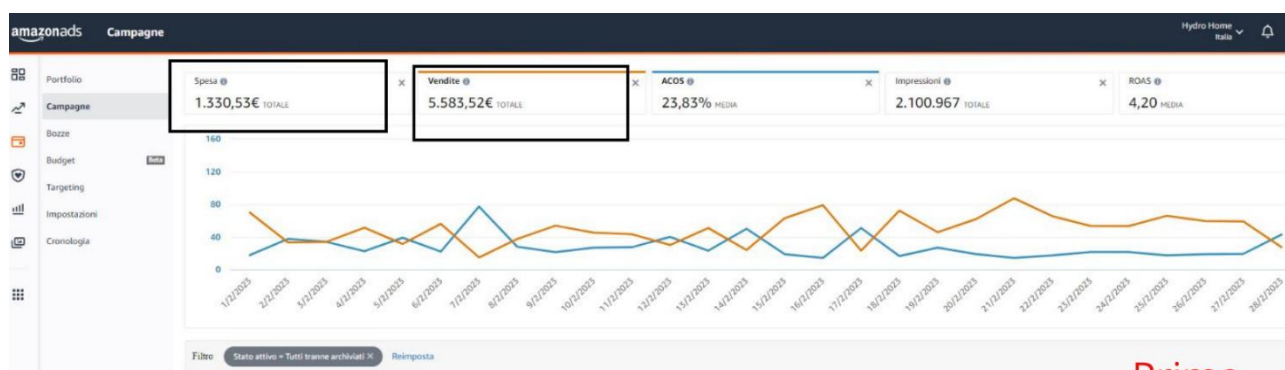 amazonads Campagne
Hydro Home
Italia
Portfolio
Campagne
Bozze
Budget Beta
Targeting
Impostazioni
Cronologia
Spesa
1.330,53€ TOTALE
Vendite
5.583,52€ TOTALE
ACOS
23,83% MEDIA
Impressioni
2.100.967 TOTALE
ROAS
4,20 MEDIA
160
120
80
40
0
1/2/2023 2/2/2023 3/2/2023 4/2/2023 5/2/2023 6/2/2023 7/2/2023 8/2/2023 9/2/2023 10/2/2023 11/2/2023 12/2/2023 13/2/2023 14/2/2023 15/2/2023 16/2/2023 17/2/2023 18/2/2023 19/2/2023 20/2/2023 21/2/2023 22/2/2023 23/2/2023 24/2/2023 25/2/2023 26/2/2023 27/2/2023 28/2/2023
Filtro Stato attivo = Tutti tranne archiviati × Reimposta